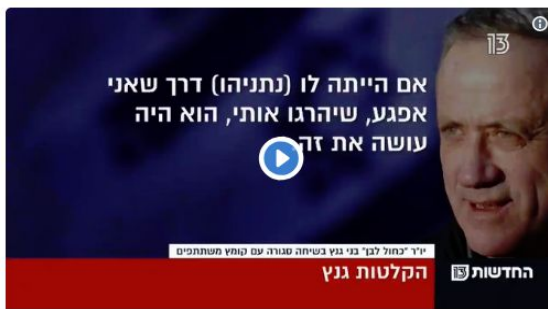 13
אם הייתה לו (נתניהו) דרך שאני
אפגע, שיהרגו אותי, הוא היה
עושה את זה
יו"ר "כחול לבן" בני גנץ בשיחה סגורה עם קומץ משתתפים
הקלטות גנץ
החדשות 13